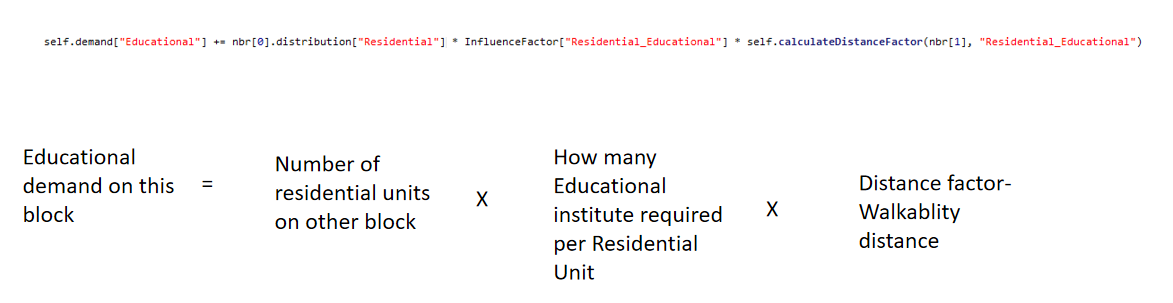 self.demand["Educational"] += nbr[0].distribution["Residential"] * InfluenceFactor["Residential_Educational"] * self.calculateDistanceFactor(nbr[1], "Residential_Educational")
Educational
demand on this
block
=
Number of
residential units
on other block
X
How many
Educational
institute required
per Residential
Unit
X
Distance factor-
Walkablity
distance